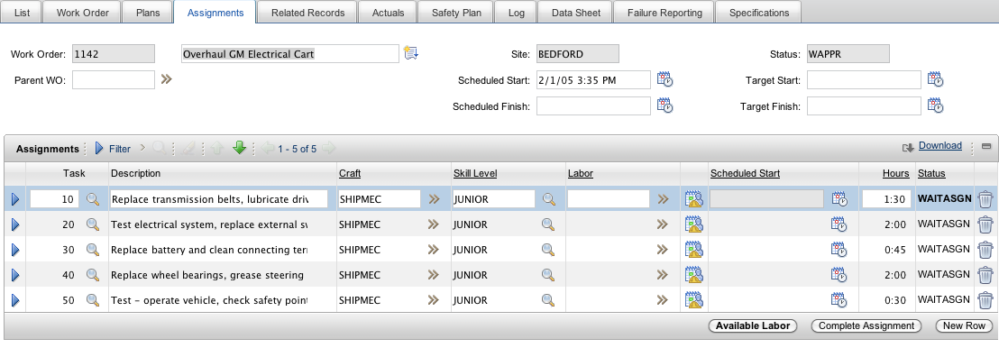 List Work Order Plans Assignments Related Records Actuals Safety Plan Log Data Sheet Failure Reporting Specifications
Work Order: 1142 Overhaul GM Electrical Cart Site: BEDFORD Status: WAPPR
Parent WO: Scheduled Start: 2/1/05 3:35 PM Target Start:
Scheduled Finish: Target Finish:
Assignments Filter 1 - 5 of 5 Download
Task Description Craft Skill Level Labor Scheduled Start Hours Status
10 Replace transmission belts, lubricate driv SHIPMEC JUNIOR 1:30 WAITASGN
20 Test electrical system, replace external sv SHIPMEC JUNIOR 2:00 WAITASGN
30 Replace battery and clean connecting teri SHIPMEC JUNIOR 0:45 WAITASGN
40 Replace wheel bearings, grease steering SHIPMEC JUNIOR 2:00 WAITASGN
50 Test - operate vehicle, check safety point SHIPMEC JUNIOR 0:30 WAITASGN
Available Labor Complete Assignment New Row